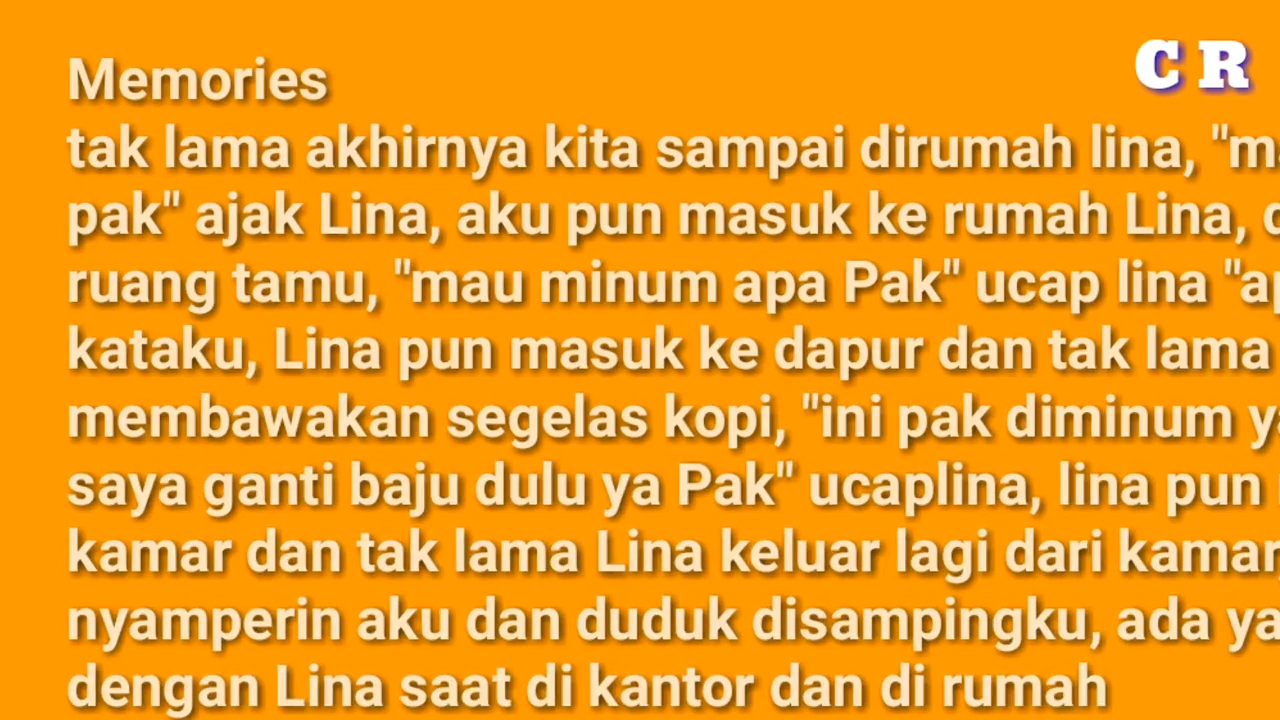 C R
Memories
tak lama akhirnya kita sampai dirumah lina,
pak" ajak Lina, aku pun masuk ke rumah Lina,
ruang tamu, "mau minum apa Pak" ucap lina
kataku, Lina pun masuk ke dapur dan tak lama
membawakan segelas kopi, "ini pak diminum
saya ganti baju dulu ya Pak" ucaplina, lina pun
kamar dan tak lama Lina keluar lagi dari kamar
nyamperin aku dan duduk disampingku, ada
dengan Lina saat di kantor dan di rumah